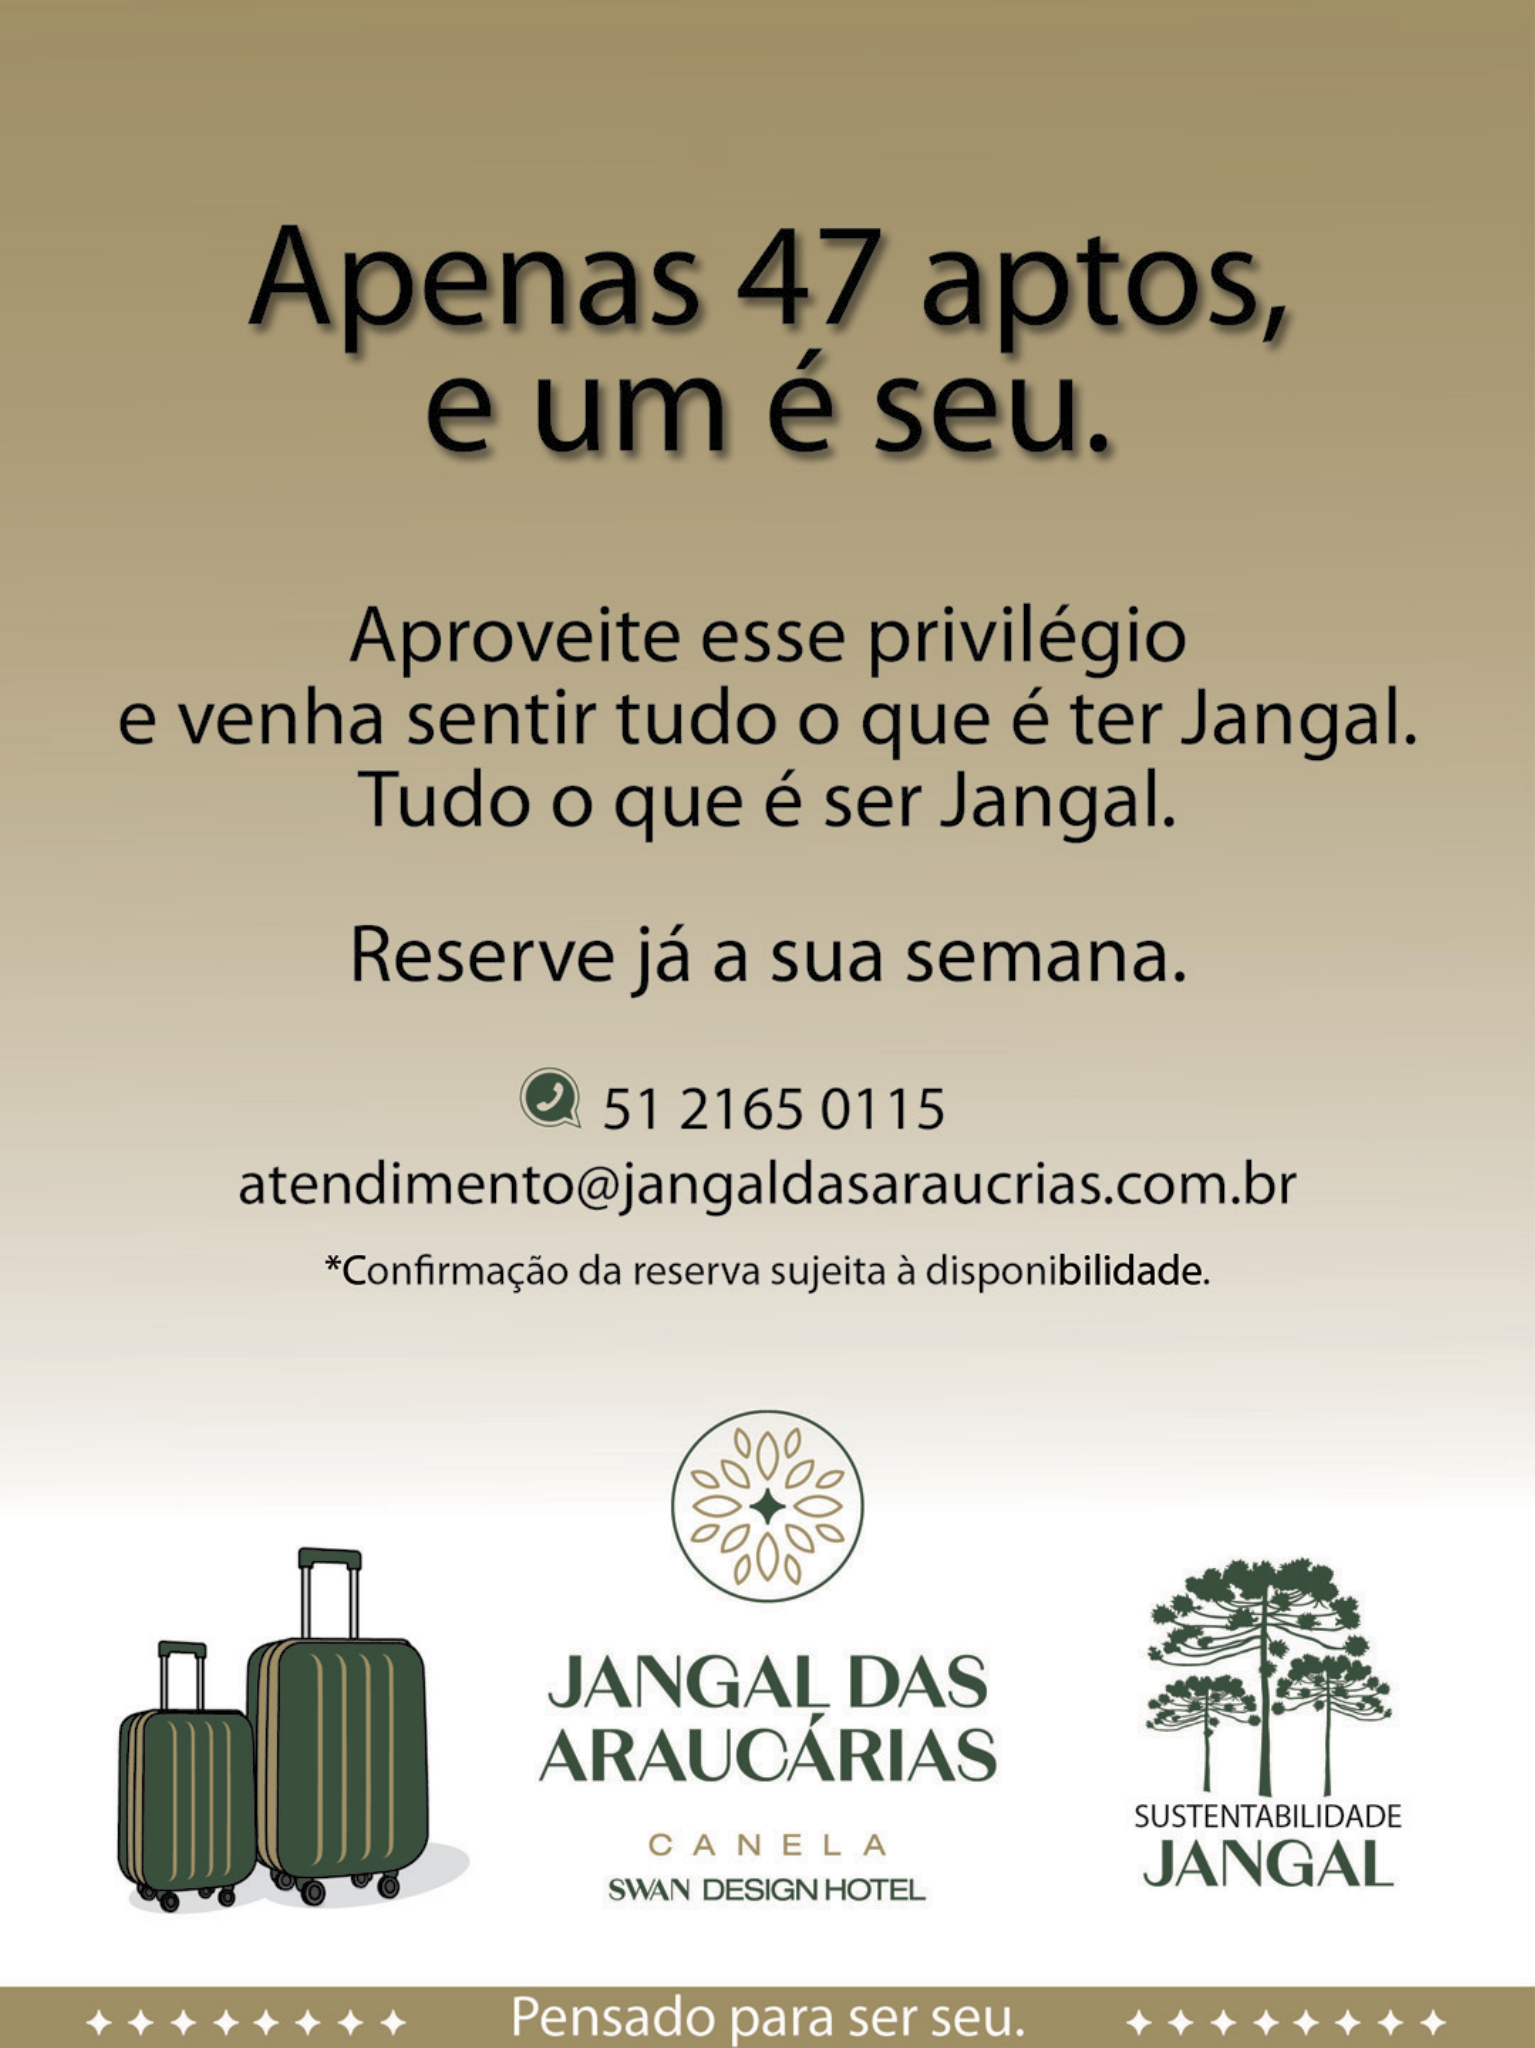 Apenas 47 aptos,
e um é seu.
Aproveite esse privilégio
e venha sentir tudo o que é ter Jangal.
Tudo o que é ser Jangal.
Reserve já a sua semana.
51 2165 0115
atendimento@jangaldasaraucrias.com.br
*Confirmação da reserva sujeita à disponibilidade.
JANGAL DAS
ARAUCÁRIAS
CANELA
SWAN DESIGN HOTEL
SUSTENTABILIDADE
JANGAL
Pensado para ser seu.